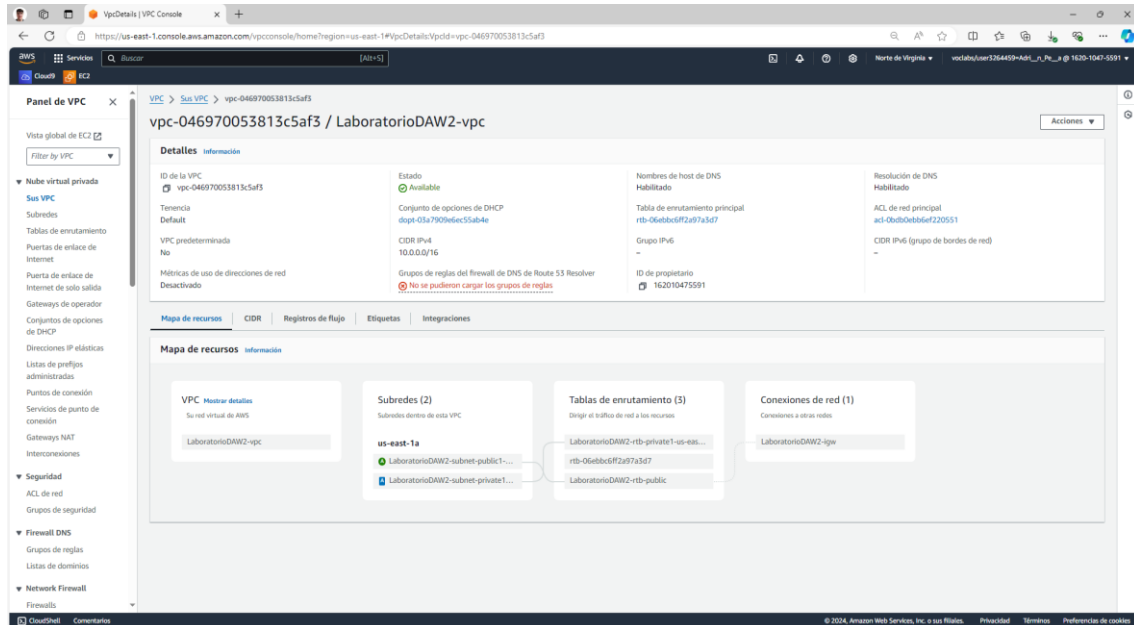 VpcDetails | VPC Console
https://us-east-1.console.aws.amazon.com/vpcconsole/home?region=us-east-1#VpcDetails:VpcId=vpc-046970053813c5af3
aws
Servicios
Buscar
[Alt+S]
Norte de Virginia
voclabs/user3264459=Adri__n_Pe__a @ 1620-1047-5591
Cloud9
EC2
Panel de VPC
Vista global de EC2
Filter by VPC
Nube virtual privada
Sus VPC
Subredes
Tablas de enrutamiento
Puertas de enlace de
Internet
Puerta de enlace de
Internet de solo salida
Gateways de operador
Conjuntos de opciones
de DHCP
Direcciones IP elásticas
Listas de prefijos
administradas
Puntos de conexión
Servicios de punto de
conexión
Gateways NAT
Interconexiones
Seguridad
ACL de red
Grupos de seguridad
Firewall DNS
Grupos de reglas
Listas de dominios
Network Firewall
Firewalls
VPC > Sus VPC > vpc-046970053813c5af3
vpc-046970053813c5af3 / LaboratorioDAW2-vpc
Acciones
Detalles Información
ID de la VPC
vpc-046970053813c5af3
Estado
Available
Nombres de host de DNS
Habilitado
Resolución de DNS
Habilitado
Tenencia
Default
Conjunto de opciones de DHCP
dopt-03a7909e6ec55ab4e
Tabla de enrutamiento principal
rtb-06ebbc6ff2a97a3d7
ACL de red principal
acl-0bdb0ebb6ef220551
VPC predeterminada
No
CIDR IPv4
10.0.0.0/16
Grupo IPv6
–
CIDR IPv6 (grupo de bordes de red)
–
Métricas de uso de direcciones de red
Desactivado
Grupos de reglas del firewall de DNS de Route 53 Resolver
No se pudieron cargar los grupos de reglas
ID de propietario
162010475591
Mapa de recursos
CIDR
Registros de flujo
Etiquetas
Integraciones
Mapa de recursos Información
VPC Mostrar detalles
Su red virtual de AWS
LaboratorioDAW2-vpc
Subredes (2)
Subredes dentro de esta VPC
us-east-1a
A LaboratorioDAW2-subnet-public1-...
A LaboratorioDAW2-subnet-private1...
Tablas de enrutamiento (3)
Dirigir el tráfico de red a los recursos
LaboratorioDAW2-rtb-private1-us-eas...
rtb-06ebbc6ff2a97a3d7
LaboratorioDAW2-rtb-public
Conexiones de red (1)
Conexiones a otras redes
LaboratorioDAW2-igw
CloudShell
Comentarios
© 2024, Amazon Web Services, Inc. o sus filiales.
Privacidad
Términos
Preferencias de cookies